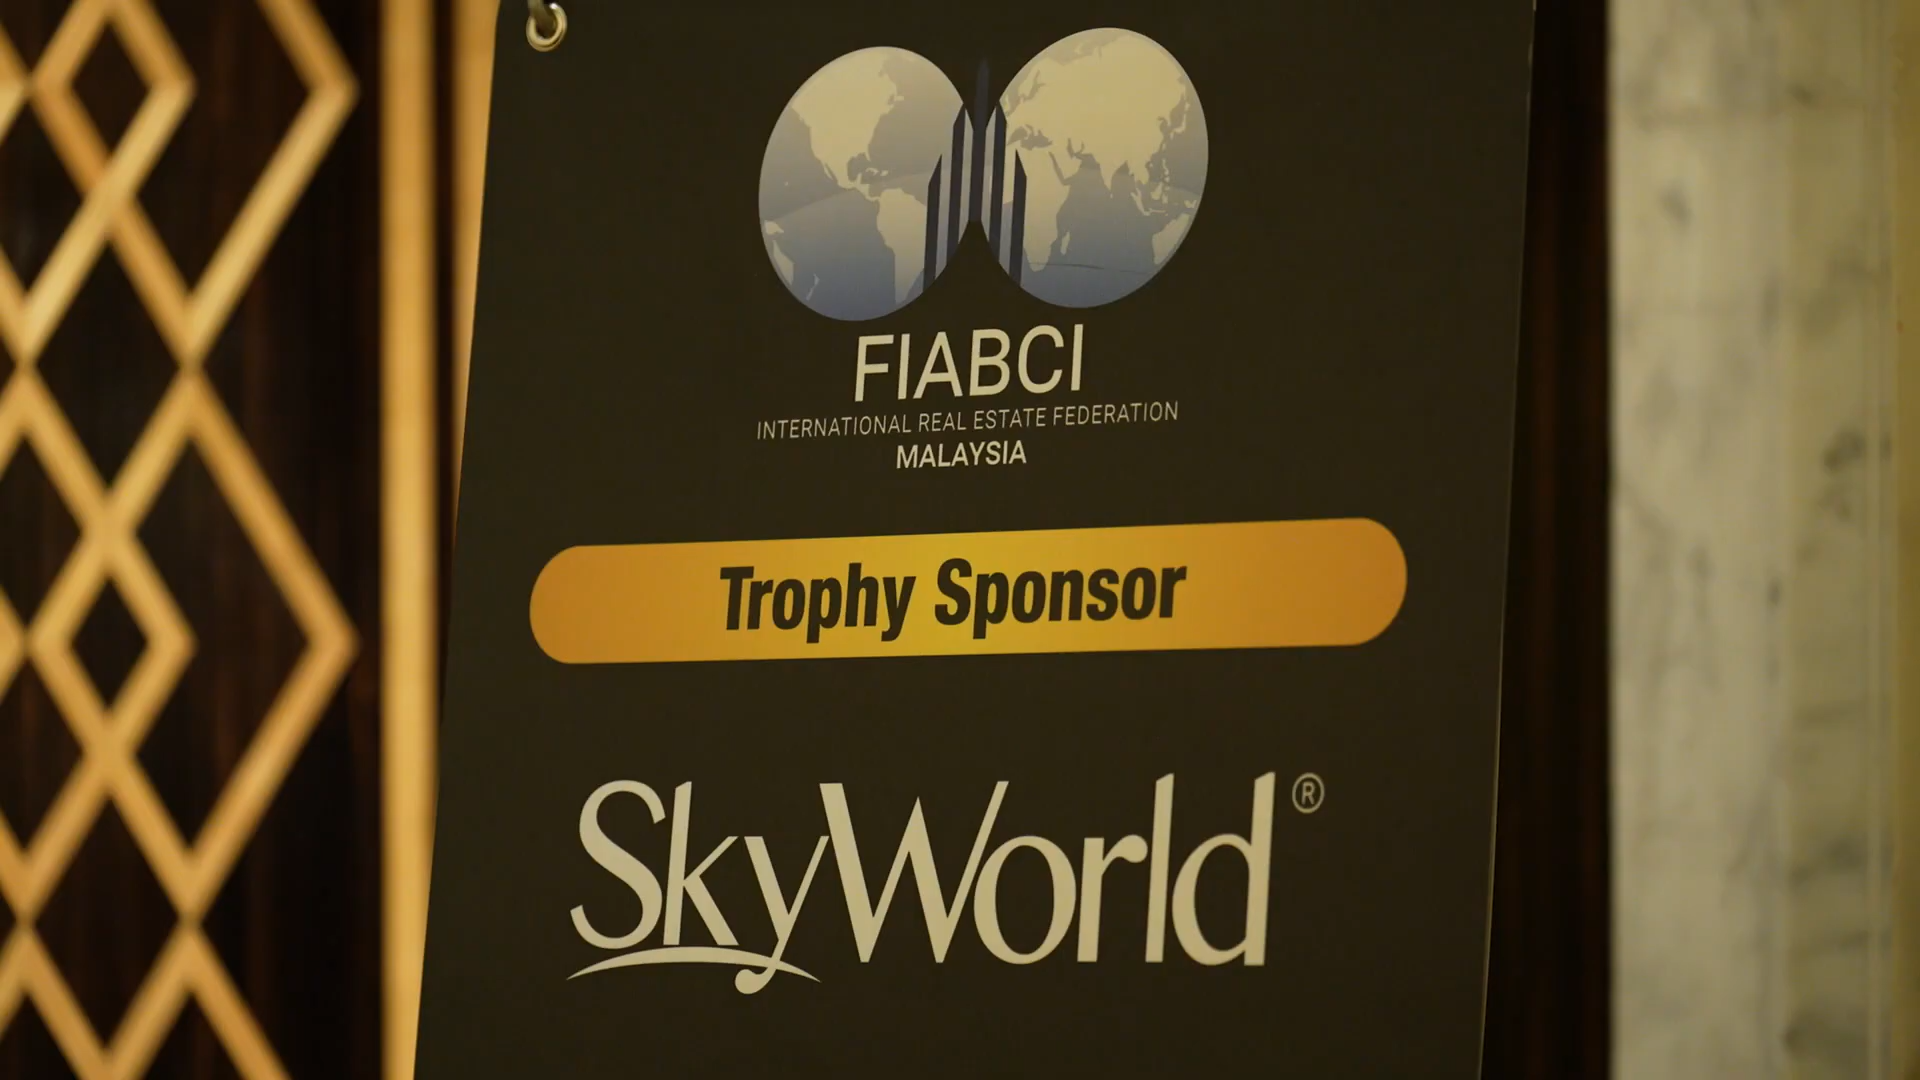 FIABCI
INTERNATIONAL REAL ESTATE FEDERATION
MALAYSIA
Trophy Sponsor
SkyWorld®